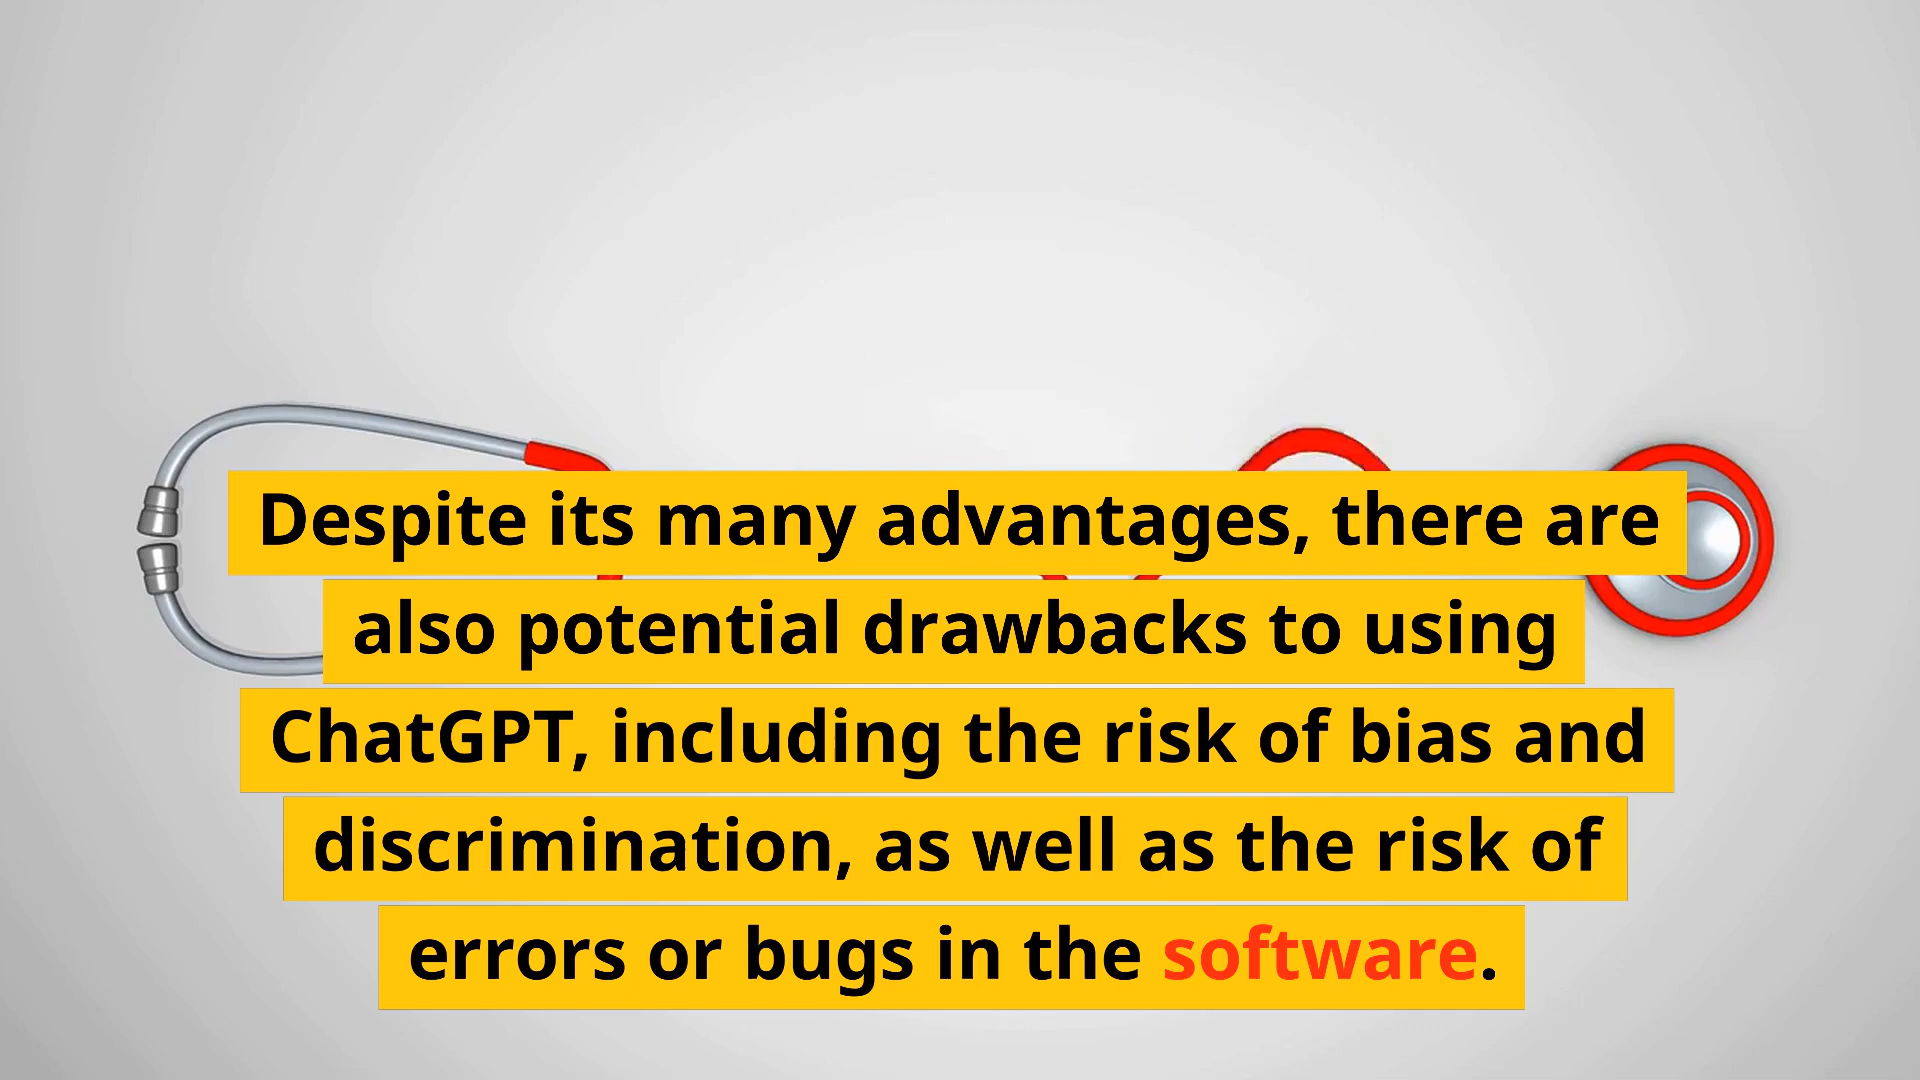 Despite its many advantages, there are
also potential drawbacks to using
ChatGPT, including the risk of bias and
discrimination, as well as the risk of
errors or bugs in the software.